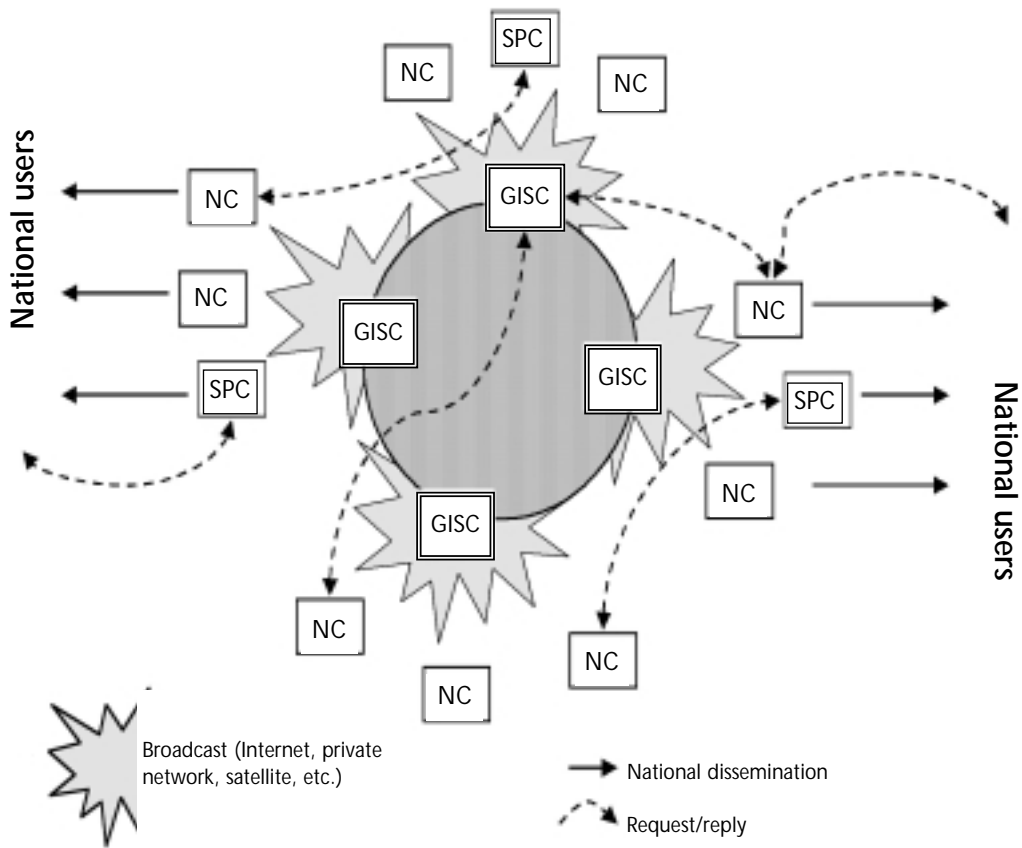 SPC
NC
NC
National users
NC
GISC
NC
NC
GISC
GISC
SPC
SPC
National users
NC
GISC
NC
NC
NC
Broadcast (Internet, private
network, satellite, etc.)
National dissemination
Request/reply